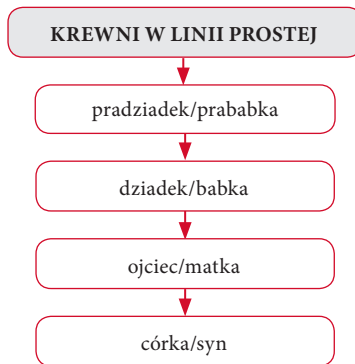 KREWNI W LINII PROSTEJ
pradziadek/prababka
dziadek/babka
ojciec/matka
córka/syn